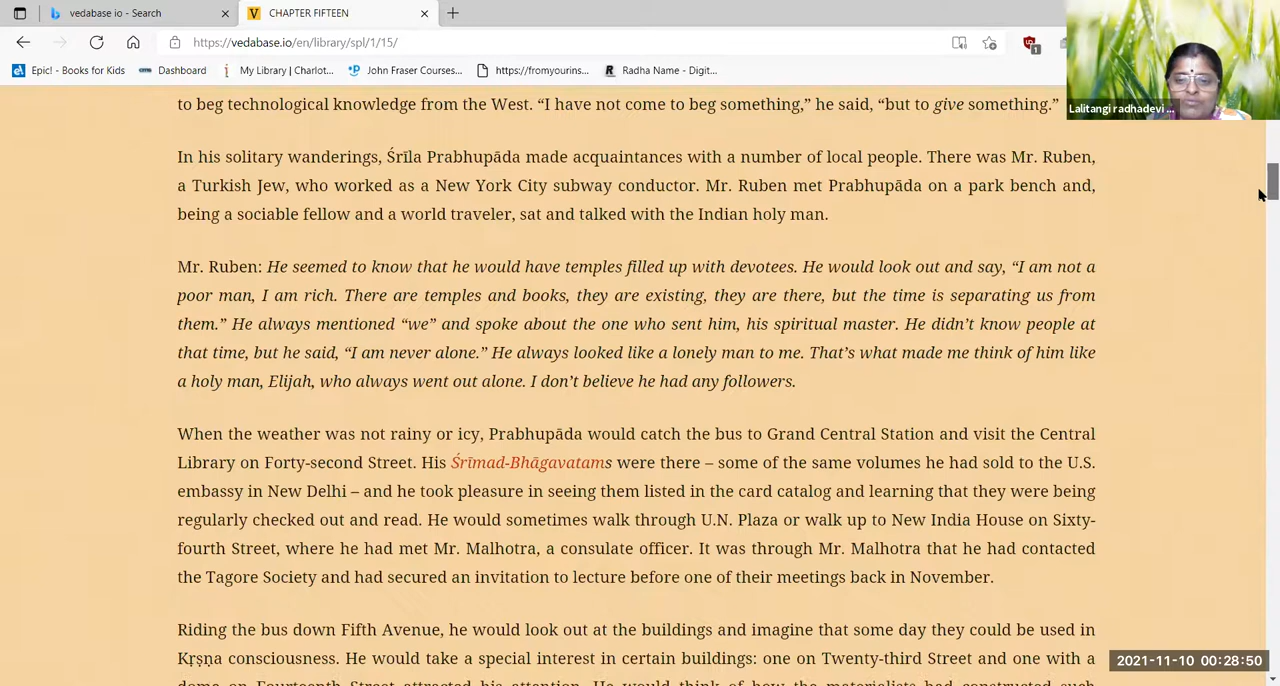 vedabase io - Search
CHAPTER FIFTEEN
https://vedabase.io/en/library/spl/1/15/
1
Epic! - Books for Kids
Dashboard
My Library | Charlot...
John Fraser Courses...
https://fromyourins...
Radha Name - Digit...
Lalitangi radhadevi ...
to beg technological knowledge from the West. “I have not come to beg something,” he said, “but to give something.”
In his solitary wanderings, Śrīla Prabhupāda made acquaintances with a number of local people. There was Mr. Ruben,
a Turkish Jew, who worked as a New York City subway conductor. Mr. Ruben met Prabhupāda on a park bench and,
being a sociable fellow and a world traveler, sat and talked with the Indian holy man.
Mr. Ruben: He seemed to know that he would have temples filled up with devotees. He would look out and say, “I am not a
poor man, I am rich. There are temples and books, they are existing, they are there, but the time is separating us from
them.” He always mentioned “we” and spoke about the one who sent him, his spiritual master. He didn’t know people at
that time, but he said, “I am never alone.” He always looked like a lonely man to me. That’s what made me think of him like
a holy man, Elijah, who always went out alone. I don’t believe he had any followers.
When the weather was not rainy or icy, Prabhupāda would catch the bus to Grand Central Station and visit the Central
Library on Forty-second Street. His Śrīmad-Bhāgavatams were there – some of the same volumes he had sold to the U.S.
embassy in New Delhi – and he took pleasure in seeing them listed in the card catalog and learning that they were being
regularly checked out and read. He would sometimes walk through U.N. Plaza or walk up to New India House on Sixty-
fourth Street, where he had met Mr. Malhotra, a consulate officer. It was through Mr. Malhotra that he had contacted
the Tagore Society and had secured an invitation to lecture before one of their meetings back in November.
Riding the bus down Fifth Avenue, he would look out at the buildings and imagine that some day they could be used in
Kṛṣṇa consciousness. He would take a special interest in certain buildings: one on Twenty-third Street and one with a
dome on Fourteenth Street attracted his attention. He would think of how the materialists had constructed such
2021-11-10 00:28:50